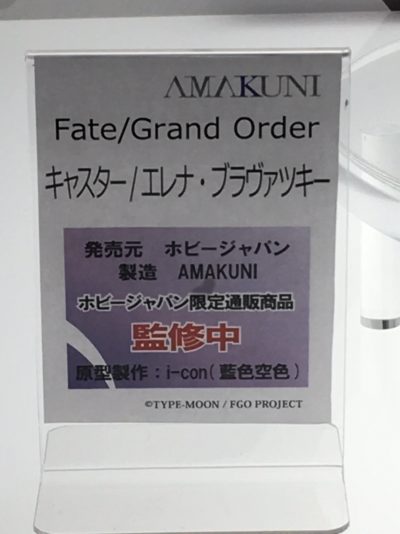 AMAKUNI
Fate/Grand Order
キャスター/エレナ・ブラヴァツキー
発売元 ホビージャパン
製造 AMAKUNI
ホビージャパン限定通販商品
監修中
原型製作：i-con(藍色空色)
©TYPE-MOON / FGO PROJECT